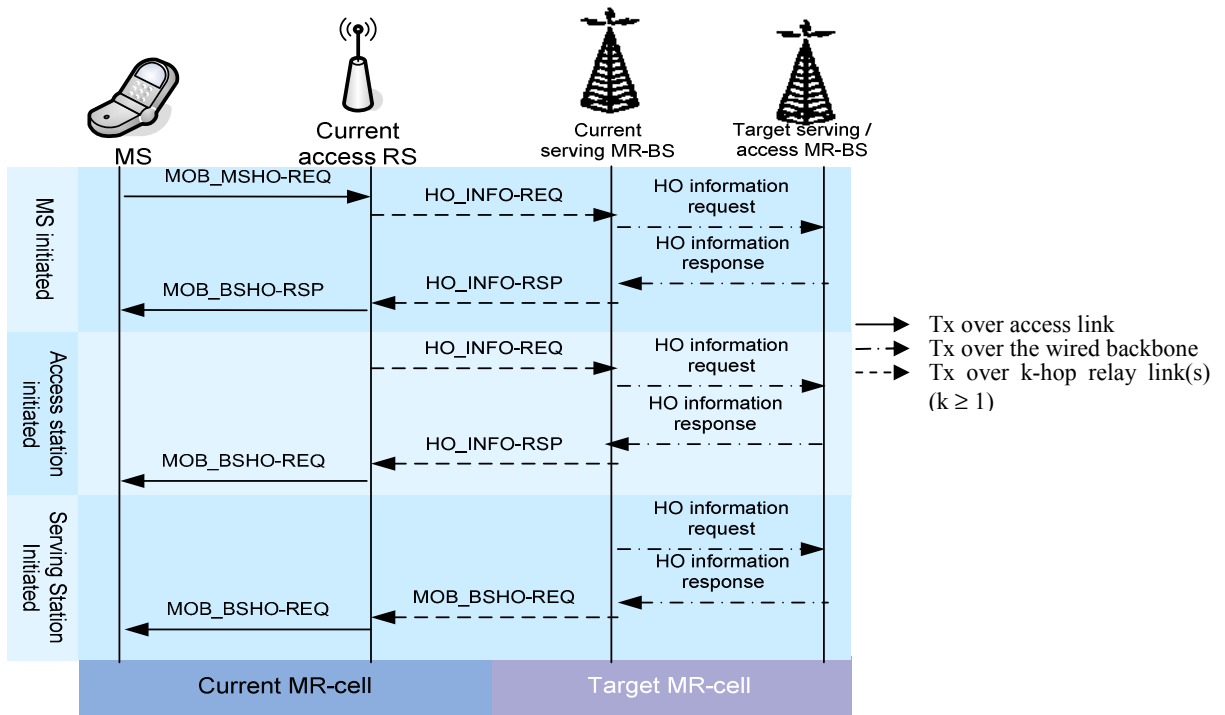 MS
Current
access RS
Current
serving MR-BS
Target serving /
access MR-BS
MS initiated
MOB_MSHO-REQ
HO_INFO-REQ
HO information
request
HO information
response
HO_INFO-RSP
MOB_BSHO-RSP
Access station
initiated
HO_INFO-REQ
HO information
request
HO information
response
HO_INFO-RSP
MOB_BSHO-REQ
Serving Station
Initiated
HO information
request
HO information
response
MOB_BSHO-REQ
MOB_BSHO-REQ
Current MR-cell
Target MR-cell
Tx over access link
Tx over the wired backbone
Tx over k-hop relay link(s)
(k ≥ 1)